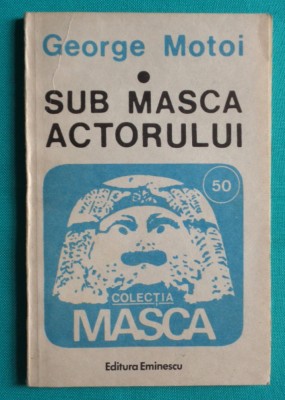 George Motoi
SUB MASCA
ACTORULUI
50
COLECȚIA
MASCA
Editura Eminescu